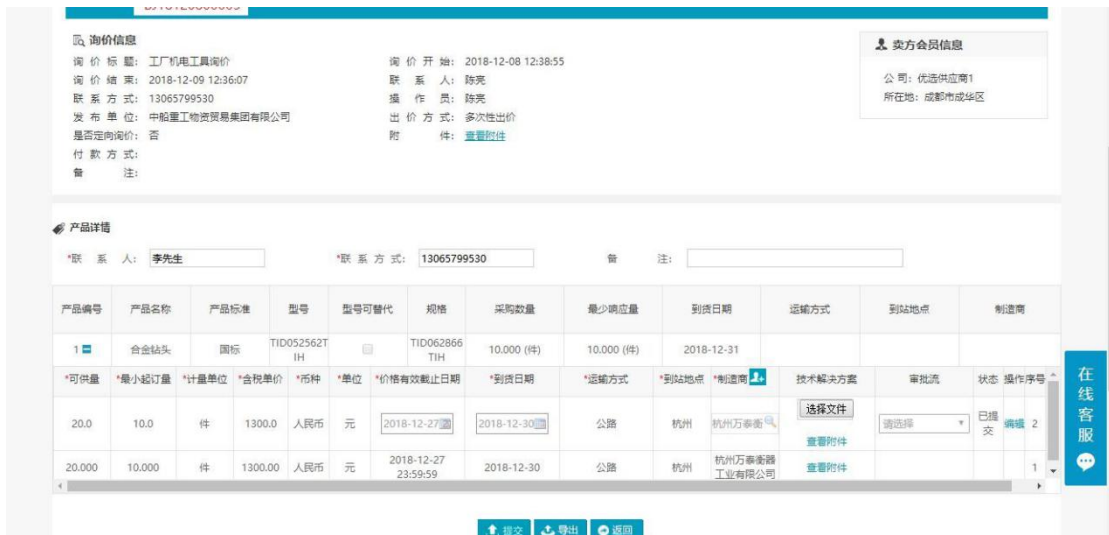 询价信息
询价标题： 工厂机电工具询价 询价开始： 2018-12-08 12:38:55
询价结束： 2018-12-09 12:36:07 联系人： 陈亮
联系方式： 13065799530 操作员： 陈亮
发布单位： 中船重工物资贸易集团有限公司 出价方式： 多次性出价
是否定向询价： 否 附件： 查看附件
付款方式：
备注：
卖方会员信息
公司： 优选供应商1
所在地： 成都市成华区
产品详情
*联系人： 李先生 *联系方式： 13065799530 备注：
产品编号 产品名称 产品标准 型号 型号可替代 规格 采购数量 最少响应量 到货日期 运输方式 到站地点 制造商
1 合金钻头 国标 TID052562TIH TID062866TIH 10.000 (件) 10.000 (件) 2018-12-31
*可供量 *最小起订量 *计量单位 *含税单价 *币种 *单位 *价格有效截止日期 *到货日期 *运输方式 *到站地点 *制造商 技术解决方案 审批流 状态 操作 序号
20.0 10.0 件 1300.0 人民币 元 2018-12-27 2018-12-30 公路 杭州 杭州万泰衡 选择文件 查看附件 请选择 已提交 编辑 2
20.000 10.000 件 1300.00 人民币 元 2018-12-27 23:59:59 2018-12-30 公路 杭州 杭州万泰衡器工业有限公司 查看附件 1
提交 导出 返回
在线客服